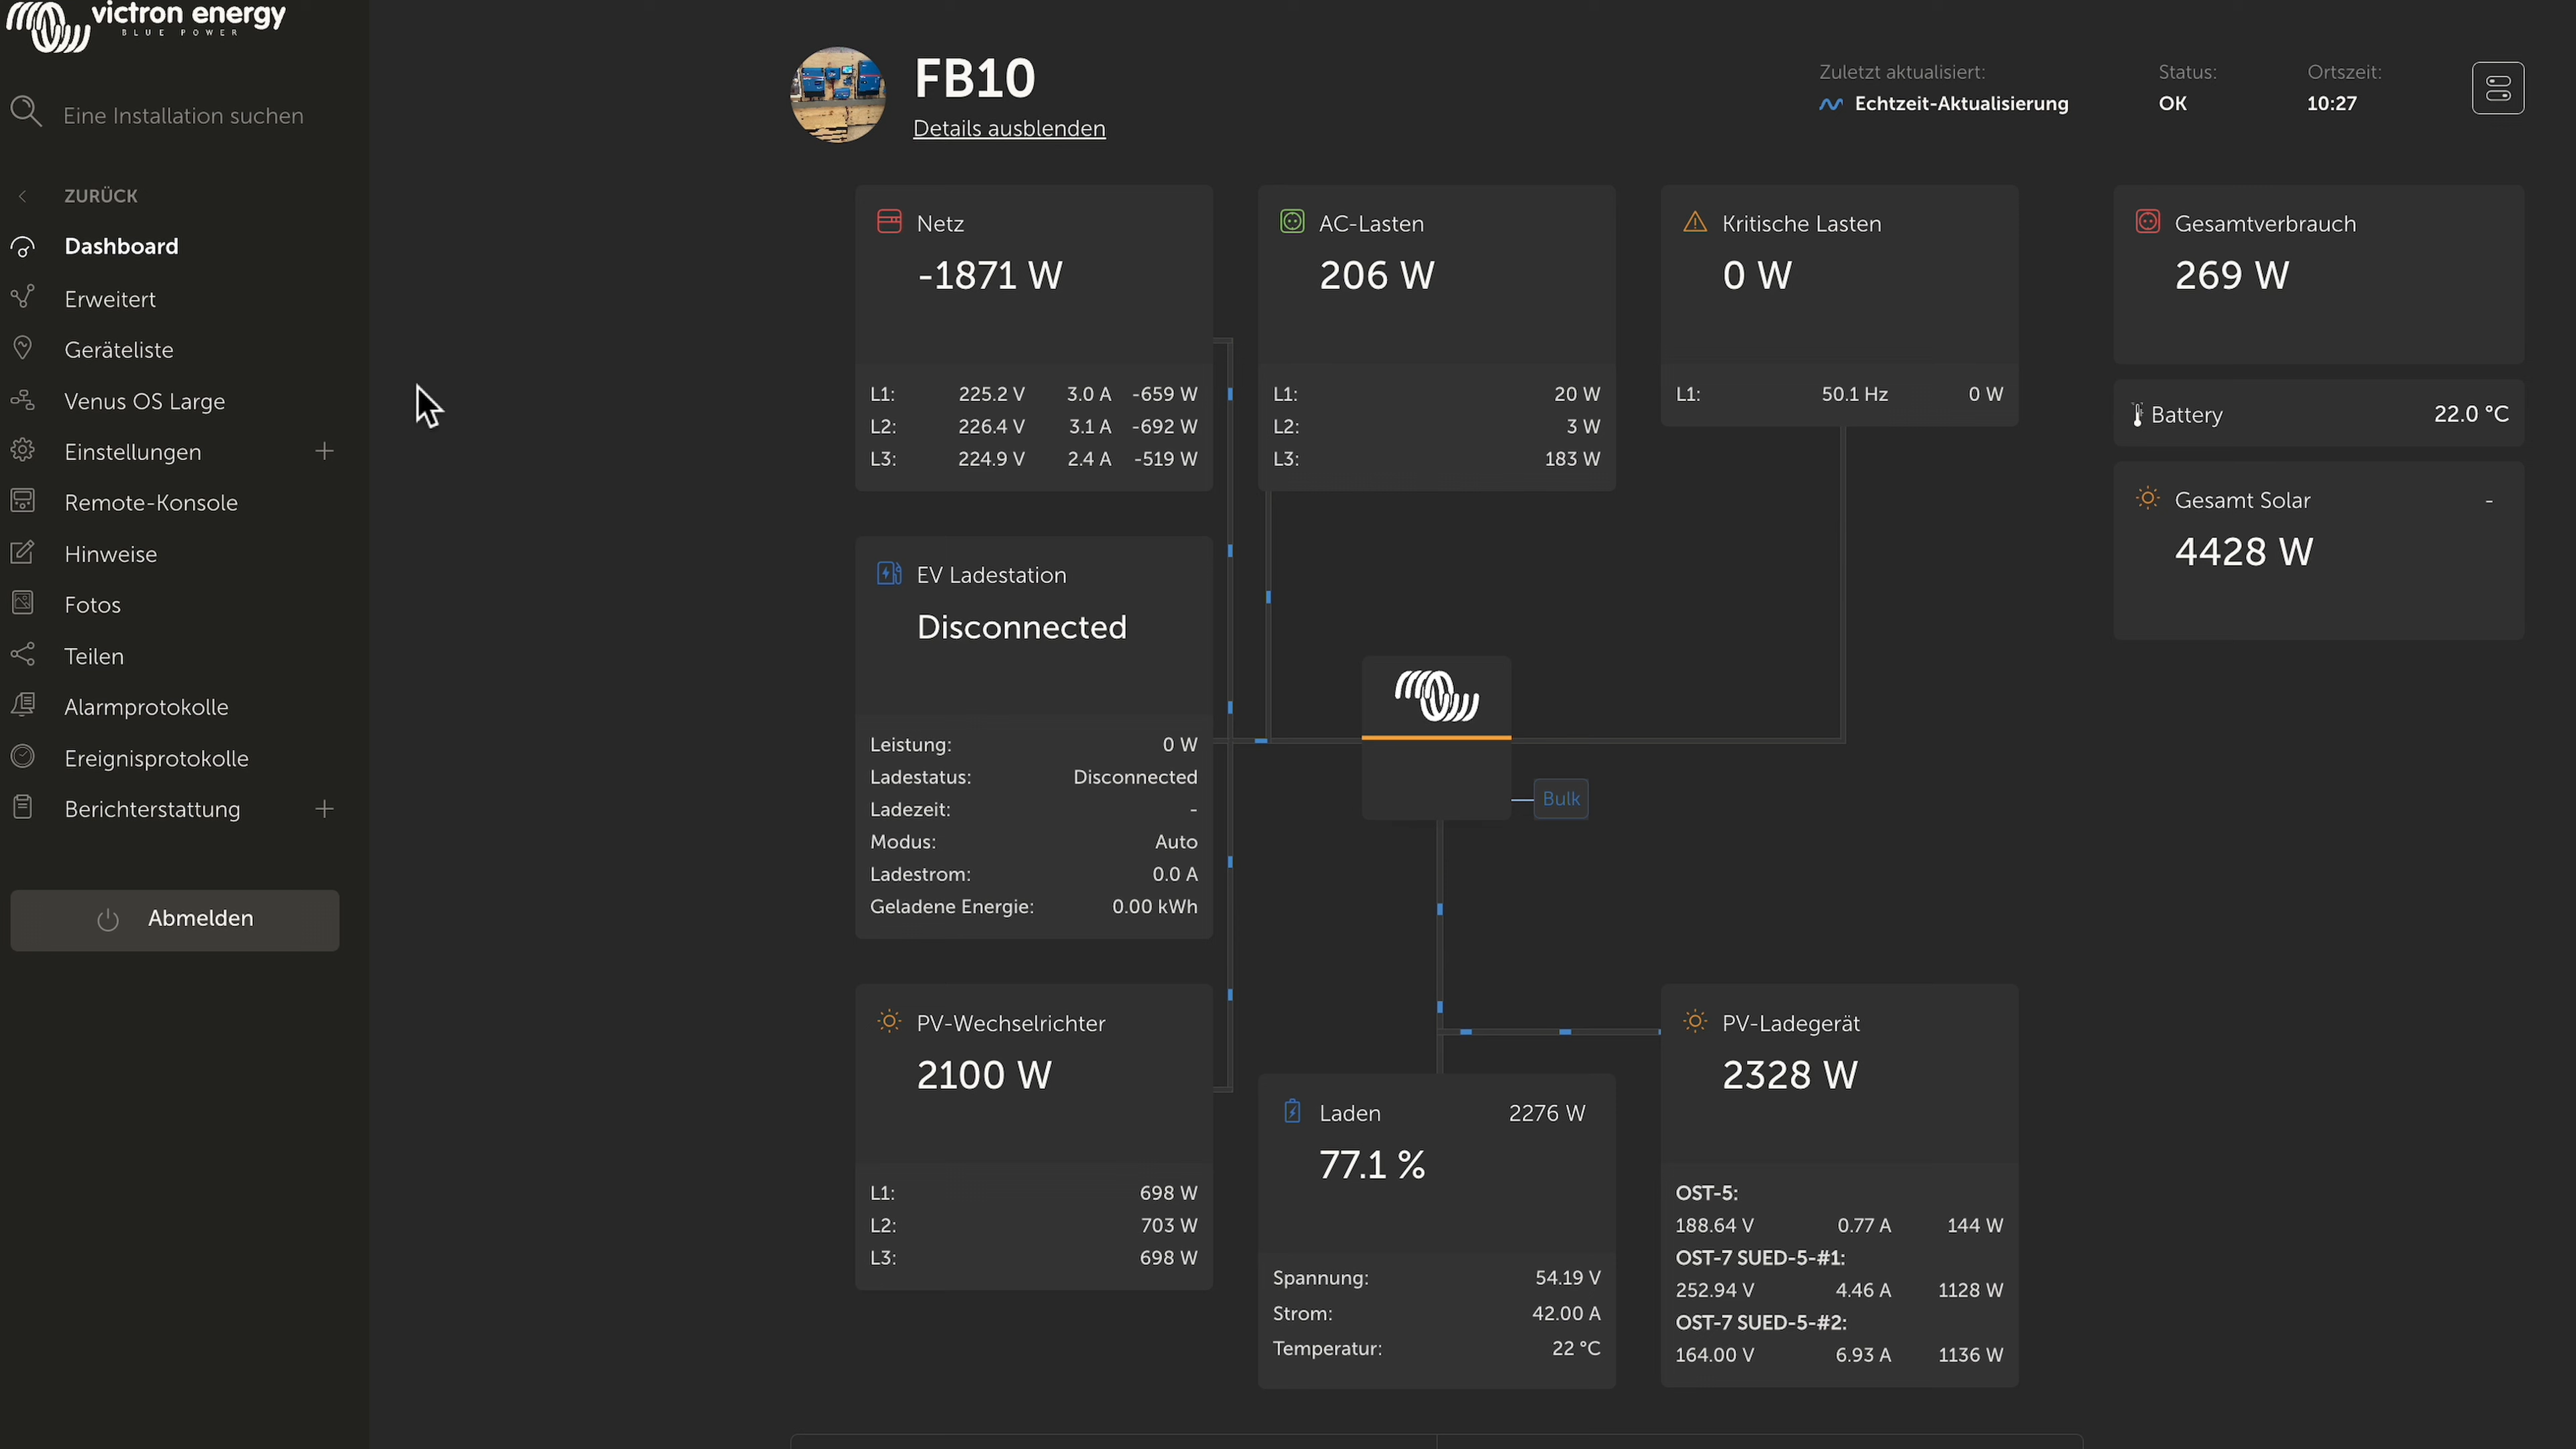 victron energy
BLUE POWER
Eine Installation suchen
ZURÜCK
Dashboard
Erweitert
Geräteliste
Venus OS Large
Einstellungen +
Remote-Konsole
Hinweise
Fotos
Teilen
Alarmprotokolle
Ereignisprotokolle
Berichterstattung +
Abmelden
FB10
Details ausblenden
Zuletzt aktualisiert:
Echtzeit-Aktualisierung
Status:
OK
Ortszeit:
10:27
Netz
-1871 W
L1: 225.2 V 3.0 A -659 W
L2: 226.4 V 3.1 A -692 W
L3: 224.9 V 2.4 A -519 W
AC-Lasten
206 W
L1: 20 W
L2: 3 W
L3: 183 W
Kritische Lasten
0 W
L1: 50.1 Hz 0 W
Gesamtverbrauch
269 W
Battery 22.0 °C
Gesamt Solar -
4428 W
EV Ladestation
Disconnected
Leistung: 0 W
Ladestatus: Disconnected
Ladezeit: -
Modus: Auto
Ladestrom: 0.0 A
Geladene Energie: 0.00 kWh
Bulk
PV-Wechselrichter
2100 W
L1: 698 W
L2: 703 W
L3: 698 W
Laden 2276 W
77.1 %
Spannung: 54.19 V
Strom: 42.00 A
Temperatur: 22 °C
PV-Ladegerät
2328 W
OST-5:
188.64 V 0.77 A 144 W
OST-7 SUED-5-#1:
252.94 V 4.46 A 1128 W
OST-7 SUED-5-#2:
164.00 V 6.93 A 1136 W